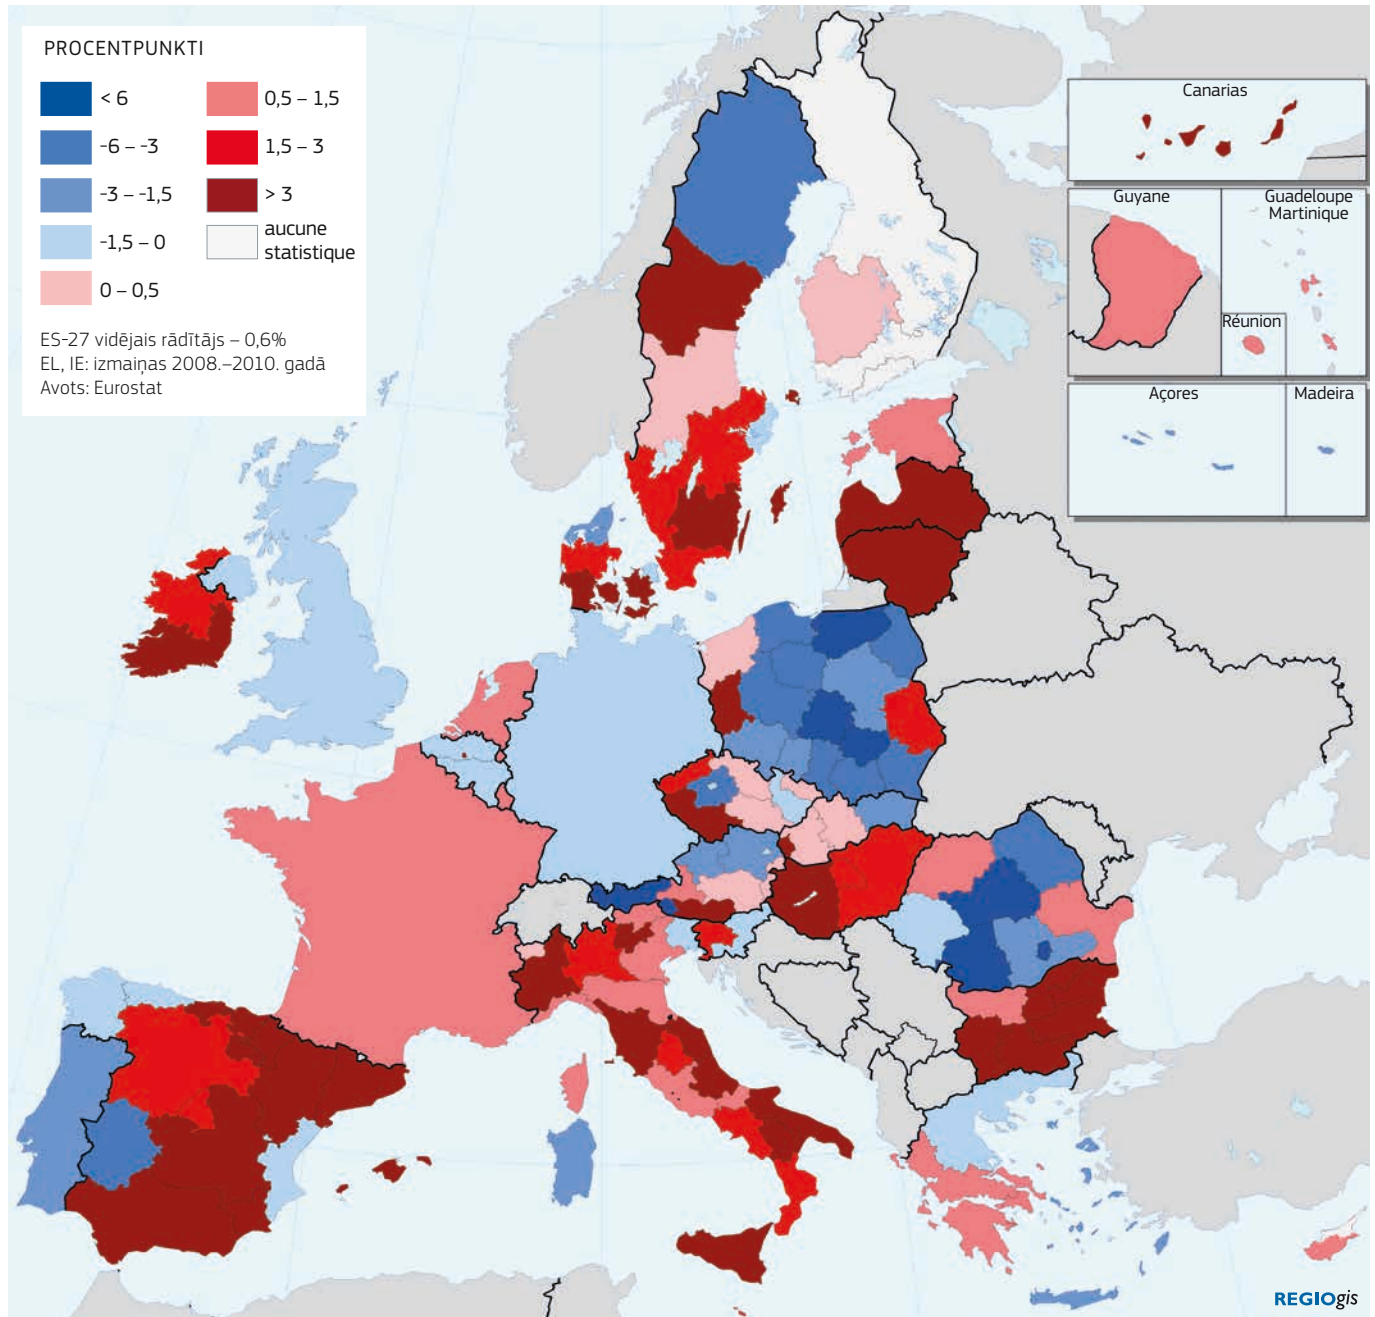 PROCENTPUNKTI
< 6
-6 – -3
-3 – -1,5
-1,5 – 0
0 – 0,5
0,5 – 1,5
1,5 – 3
> 3
aucune
statistique
ES-27 vidējais rādītājs – 0,6%
EL, IE: izmaiņas 2008.–2010. gadā
Avots: Eurostat
Canarias
Guyane
Guadeloupe
Martinique
Réunion
Açores
Madeira
REGIOgis